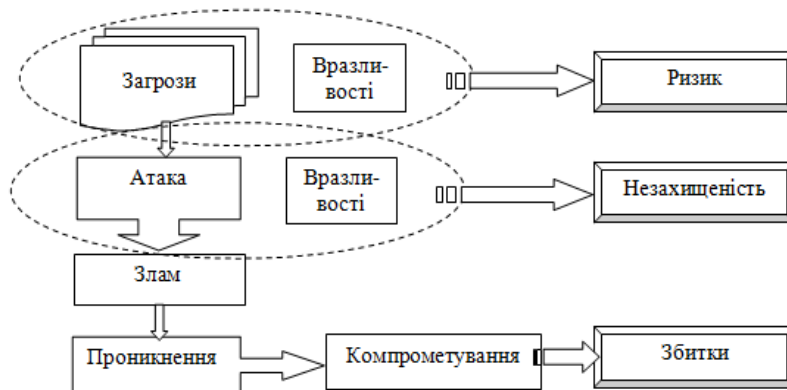 Загрози
Вразли-
вості
Ризик
Атака
Вразли-
вості
Незахищеність
Злам
Проникнення
Компрометування
Збитки